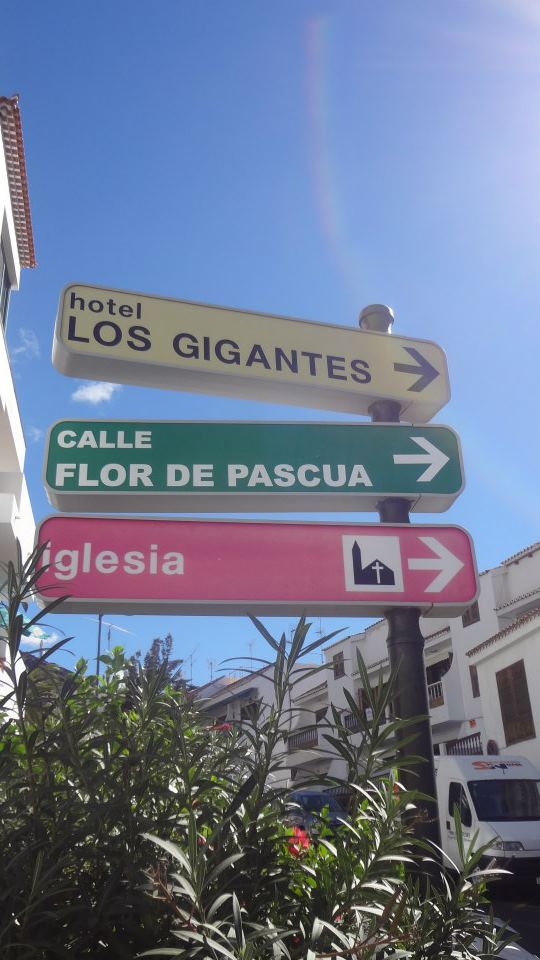 hotel
LOS GIGANTES
CALLE
FLOR DE PASCUA
iglesia